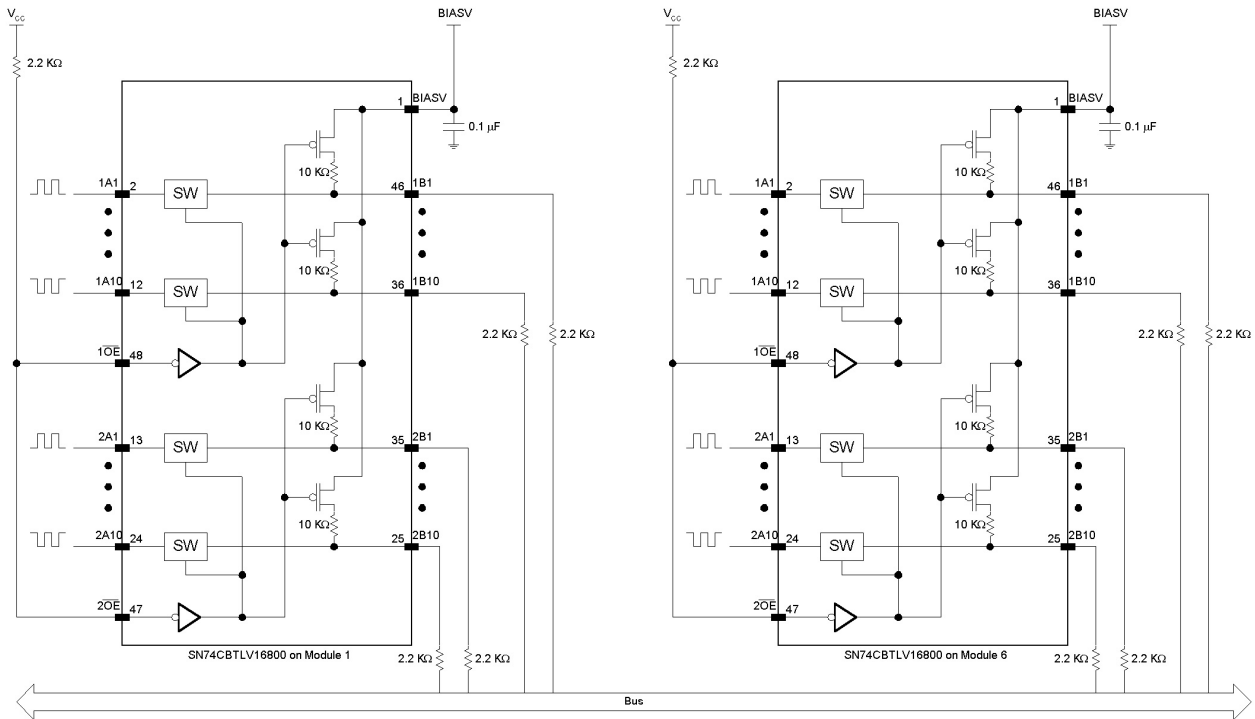 VCC
BIASV
2.2 KΩ
1
BIASV
0.1 μF
10 KΩ
1A1
2
SW
46
1B1
10 KΩ
1A10
12
SW
36
1B10
2.2 KΩ
2.2 KΩ
1OE
48
10 KΩ
2A1
13
SW
35
2B1
10 KΩ
2A10
24
SW
25
2B10
2OE
47
SN74CBTLV16800 on Module 1
2.2 KΩ
2.2 KΩ
VCC
BIASV
2.2 KΩ
1
BIASV
0.1 μF
10 KΩ
1A1
2
SW
46
1B1
10 KΩ
1A10
12
SW
36
1B10
2.2 KΩ
2.2 KΩ
1OE
48
10 KΩ
2A1
13
SW
35
2B1
10 KΩ
2A10
24
SW
25
2B10
2OE
47
SN74CBTLV16800 on Module 6
2.2 KΩ
2.2 KΩ
Bus